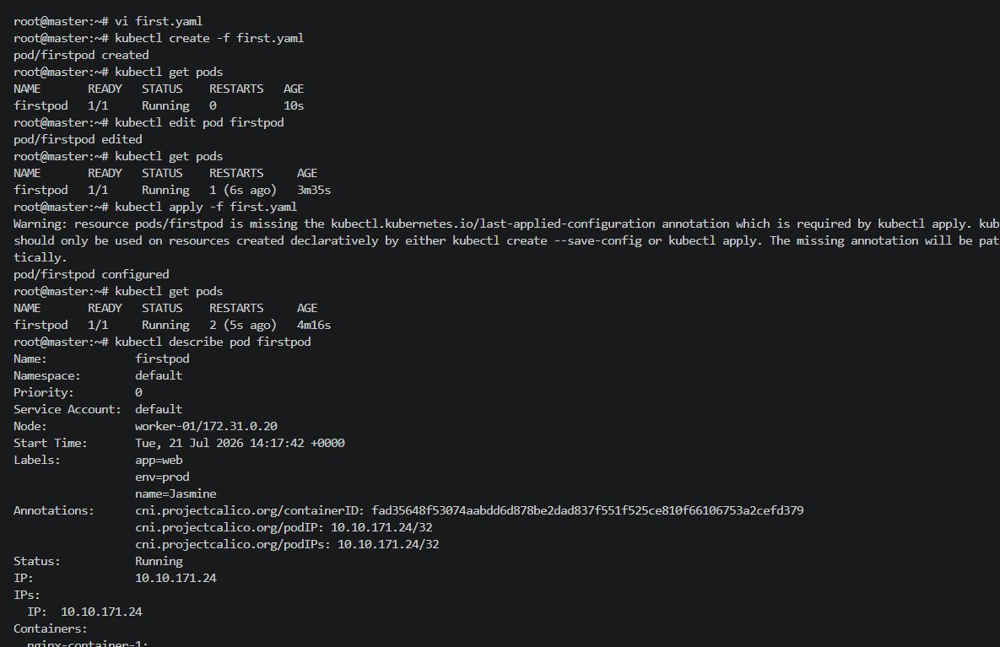 root@master:~# vi first.yaml
root@master:~# kubectl create -f first.yaml
pod/firstpod created
root@master:~# kubectl get pods
NAME       READY   STATUS    RESTARTS   AGE
firstpod   1/1     Running   0          10s
root@master:~# kubectl edit pod firstpod
pod/firstpod edited
root@master:~# kubectl get pods
NAME       READY   STATUS    RESTARTS     AGE
firstpod   1/1     Running   1 (6s ago)   3m35s
root@master:~# kubectl apply -f first.yaml
Warning: resource pods/firstpod is missing the kubectl.kubernetes.io/last-applied-configuration annotation which is required by kubectl apply. kub
should only be used on resources created declaratively by either kubectl create --save-config or kubectl apply. The missing annotation will be pat
tically.
pod/firstpod configured
root@master:~# kubectl get pods
NAME       READY   STATUS    RESTARTS     AGE
firstpod   1/1     Running   2 (5s ago)   4m16s
root@master:~# kubectl describe pod firstpod
Name:             firstpod
Namespace:        default
Priority:         0
Service Account:  default
Node:             worker-01/172.31.0.20
Start Time:       Tue, 21 Jul 2026 14:17:42 +0000
Labels:           app=web
                  env=prod
                  name=Jasmine
Annotations:      cni.projectcalico.org/containerID: fad35648f53074aabdd6d878be2dad837f551f525ce810f66106753a2cefd379
                  cni.projectcalico.org/podIP: 10.10.171.24/32
                  cni.projectcalico.org/podIPs: 10.10.171.24/32
Status:           Running
IP:               10.10.171.24
IPs:
  IP:  10.10.171.24
Containers:
  nginx-container-1: